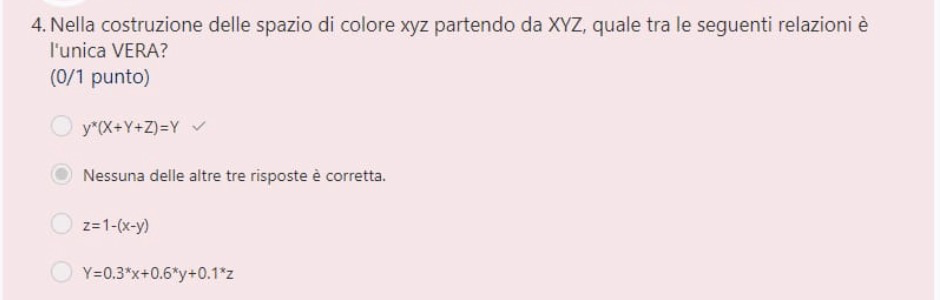 4. Nella costruzione delle spazio di colore xyz partendo da XYZ, quale tra le seguenti relazioni è
l'unica VERA?
(0/1 punto)
y*(X+Y+Z)=Y ✓
Nessuna delle altre tre risposte è corretta.
z=1-(x-y)
Y=0.3*x+0.6*y+0.1*z